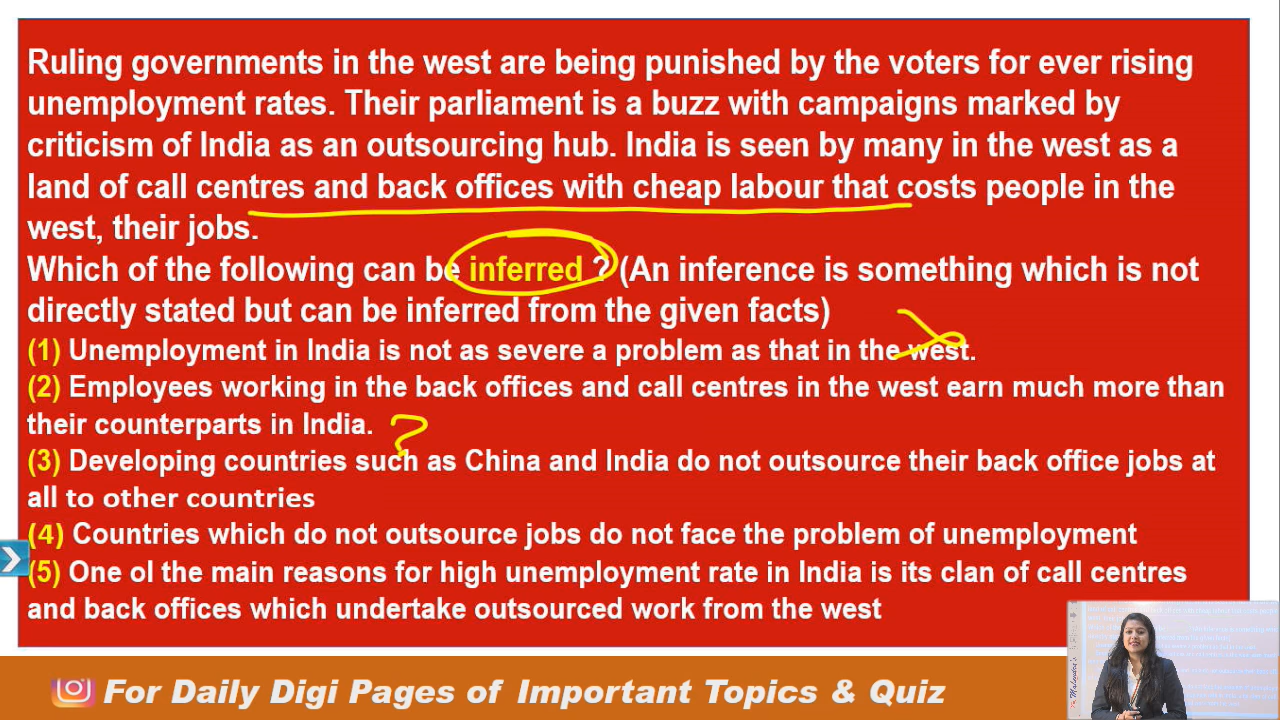 Ruling governments in the west are being punished by the voters for ever rising
unemployment rates. Their parliament is a buzz with campaigns marked by
criticism of India as an outsourcing hub. India is seen by many in the west as a
land of call centres and back offices with cheap labour that costs people in the
west, their jobs.
Which of the following can be inferred ? (An inference is something which is not
directly stated but can be inferred from the given facts)
(1) Unemployment in India is not as severe a problem as that in the west.
(2) Employees working in the back offices and call centres in the west earn much more than
their counterparts in India.
?
(3) Developing countries such as China and India do not outsource their back office jobs at
all to other countries
(4) Countries which do not outsource jobs do not face the problem of unemployment
(5) One ol the main reasons for high unemployment rate in India is its clan of call centres
and back offices which undertake outsourced work from the west
For Daily Digi Pages of Important Topics & Quiz